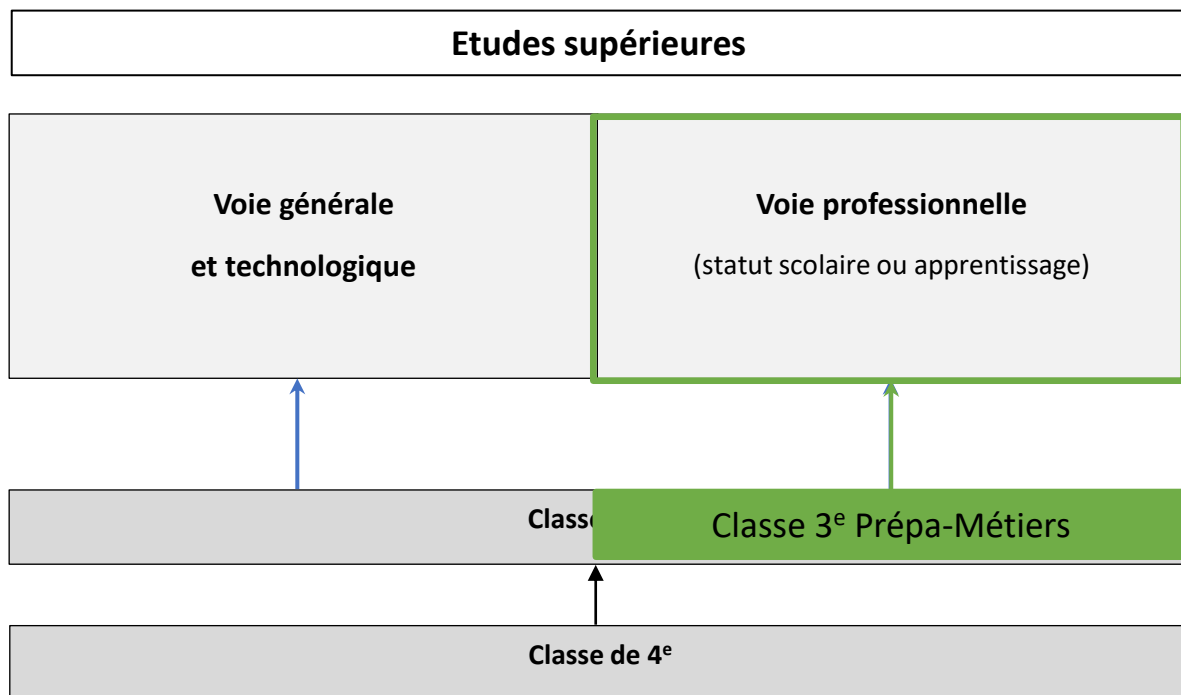 Etudes supérieures
Voie générale
et technologique
Voie professionnelle
(statut scolaire ou apprentissage)
Classe
Classe 3e Prépa-Métiers
Classe de 4e